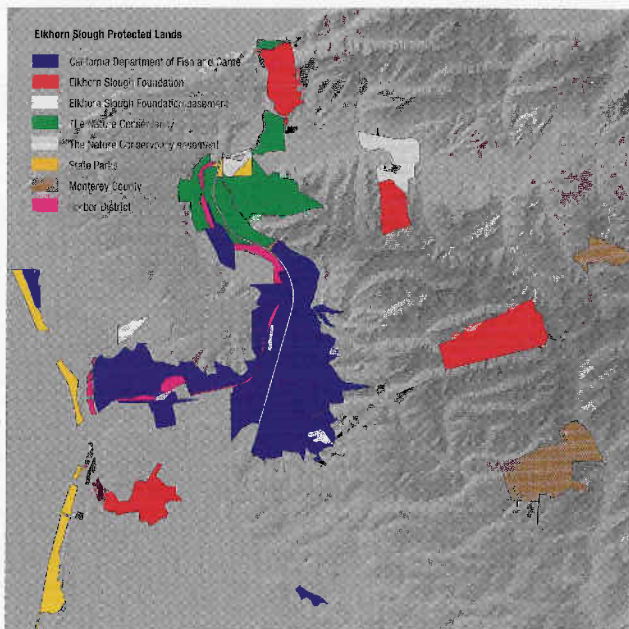 Elkhorn Slough Protected Lands
California Department of Fish and Game
Elkhorn Slough Foundation
Elkhorn Slough Foundation easement
The Nature Conservancy
The Nature Conservancy easement
State Parks
Monterey County
Harbor District